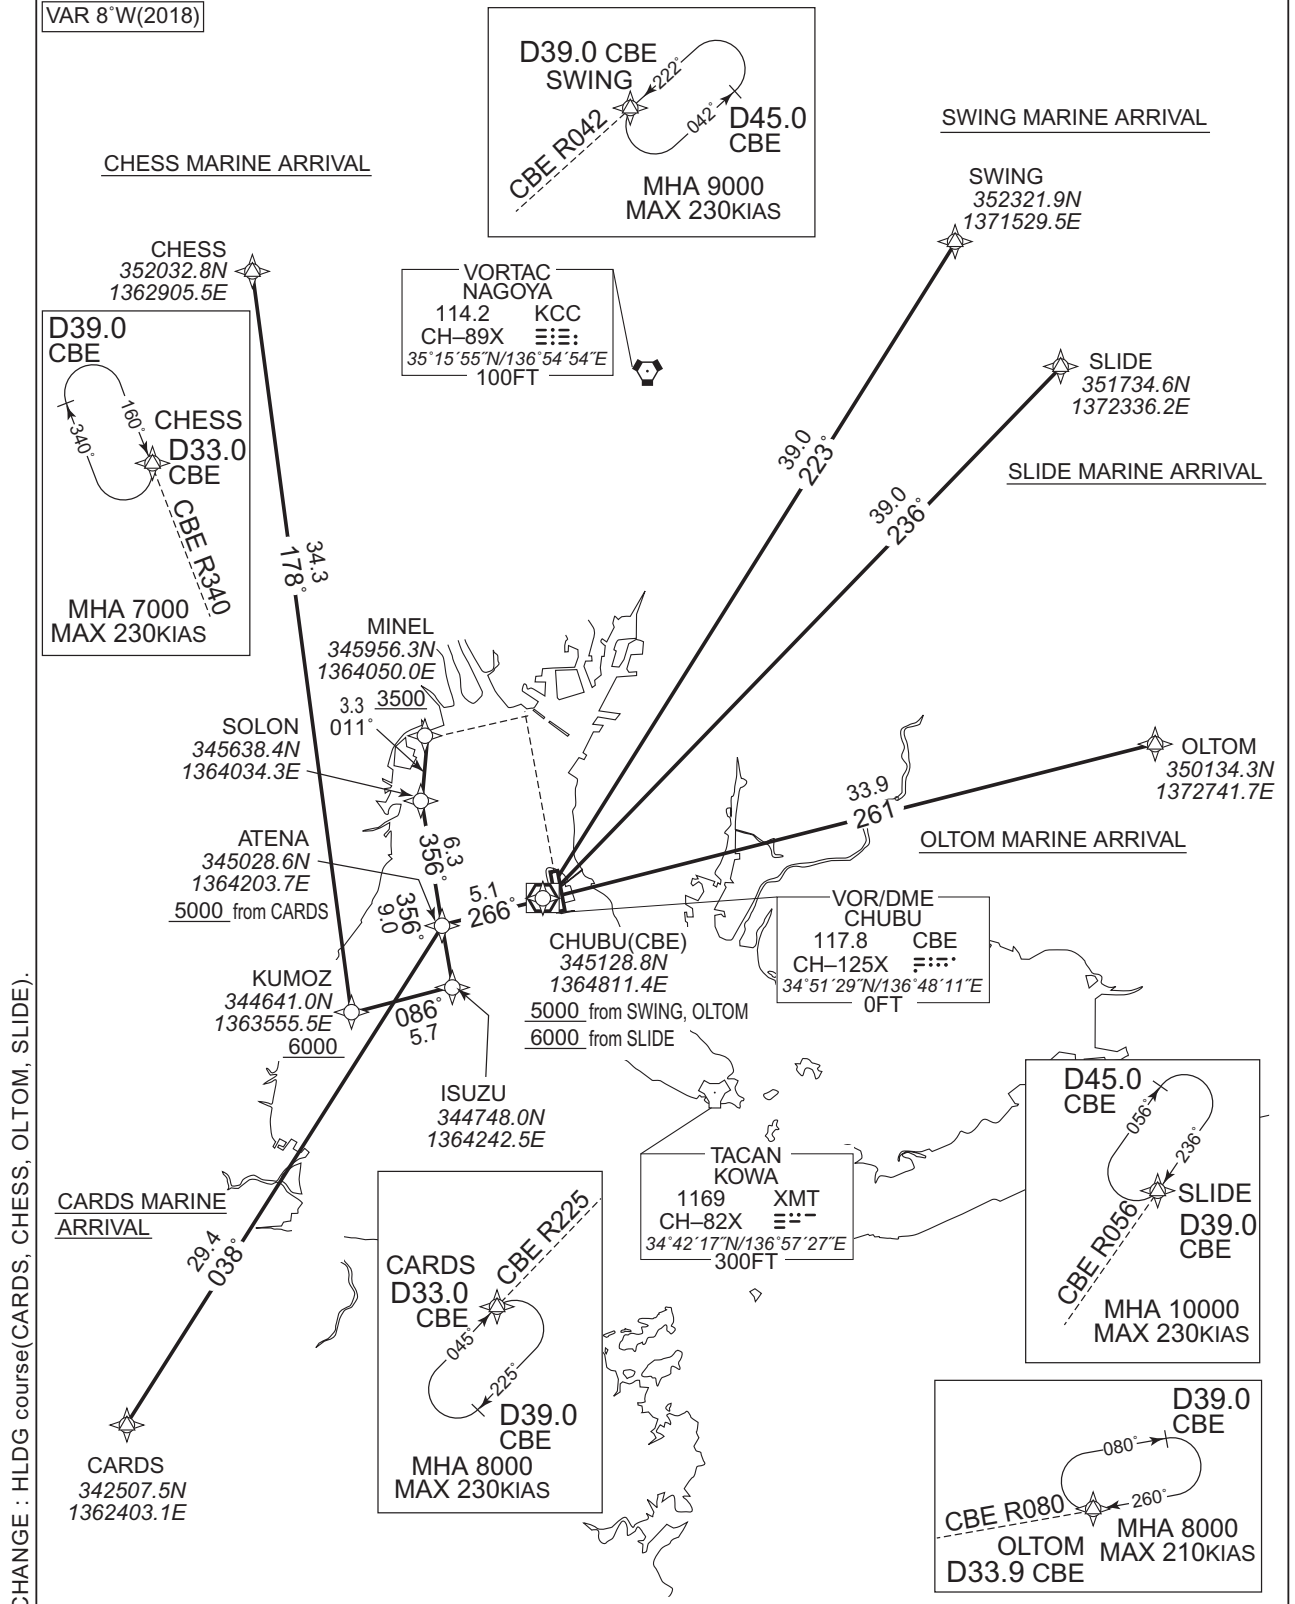 VAR 8°W(2018)
D39.0 CBE
SWING
222°
042°
D45.0
CBE
CBE R042
MHA 9000
MAX 230KIAS
SWING MARINE ARRIVAL
CHESS MARINE ARRIVAL
SWING
352321.9N
1371529.5E
CHESS
352032.8N
1362905.5E
VORTAC
NAGOYA
114.2 KCC
CH–89X
35°15´55˝N/136°54´54˝E
100FT
D39.0
CBE
160°
340°
CHESS
D33.0
CBE
CBE R340
MHA 7000
MAX 230KIAS
SLIDE
351734.6N
1372336.2E
SLIDE MARINE ARRIVAL
39.0
223°
39.0
236°
34.3
178°
MINEL
345956.3N
1364050.0E
3500
3.3
011°
SOLON
345638.4N
1364034.3E
OLTOM
350134.3N
1372741.7E
33.9
261°
OLTOM MARINE ARRIVAL
ATENA
345028.6N
1364203.7E
5000 from CARDS
6.3
356°
356°
9.0
5.1
266°
VOR/DME
CHUBU
117.8 CBE
CH–125X
34°51´29˝N/136°48´11˝E
0FT
CHUBU(CBE)
345128.8N
1364811.4E
5000 from SWING, OLTOM
6000 from SLIDE
KUMOZ
344641.0N
1363555.5E
6000
086°
5.7
ISUZU
344748.0N
1364242.5E
D45.0
CBE
056°
236°
SLIDE
D39.0
CBE
CBE R056
MHA 10000
MAX 230KIAS
TACAN
KOWA
1169 XMT
CH–82X
34°42´17˝N/136°57´27˝E
300FT
CARDS MARINE
ARRIVAL
29.4
038°
CBE R225
CARDS
D33.0
CBE
045°
225°
D39.0
CBE
MHA 8000
MAX 230KIAS
D39.0
CBE
080°
260°
CBE R080
OLTOM
D33.9 CBE
MHA 8000
MAX 210KIAS
CARDS
342507.5N
1362403.1E
CHANGE : HLDG course(CARDS, CHESS, OLTOM, SLIDE).